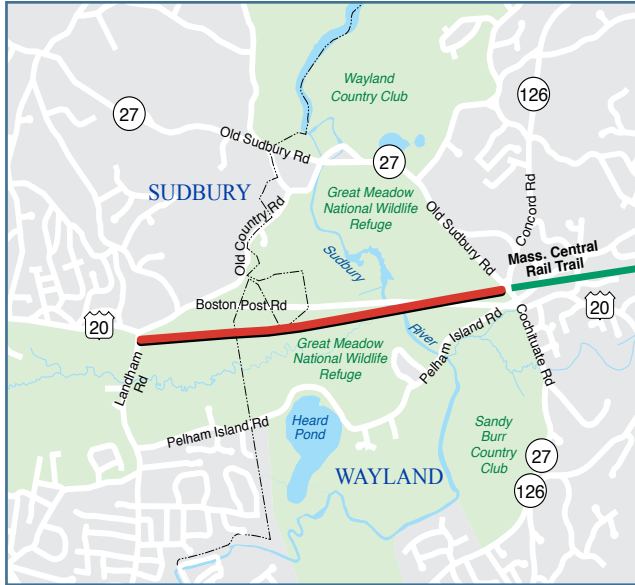 Wayland
Country Club
126
27
Old Sudbury Rd
27
SUDBURY
Great Meadow
National Wildlife
Refuge
Old Country Rd
Old Sudbury Rd
Concord Rd
Sudbury
Mass. Central
Rail Trail
Boston Post Rd
20
20
River
Pelham Island Rd
Cochituate Rd
Great Meadow
National Wildlife
Refuge
Landham
Rd
Pelham Island Rd
Heard
Pond
Sandy
Burr
Country
Club
WAYLAND
27
126